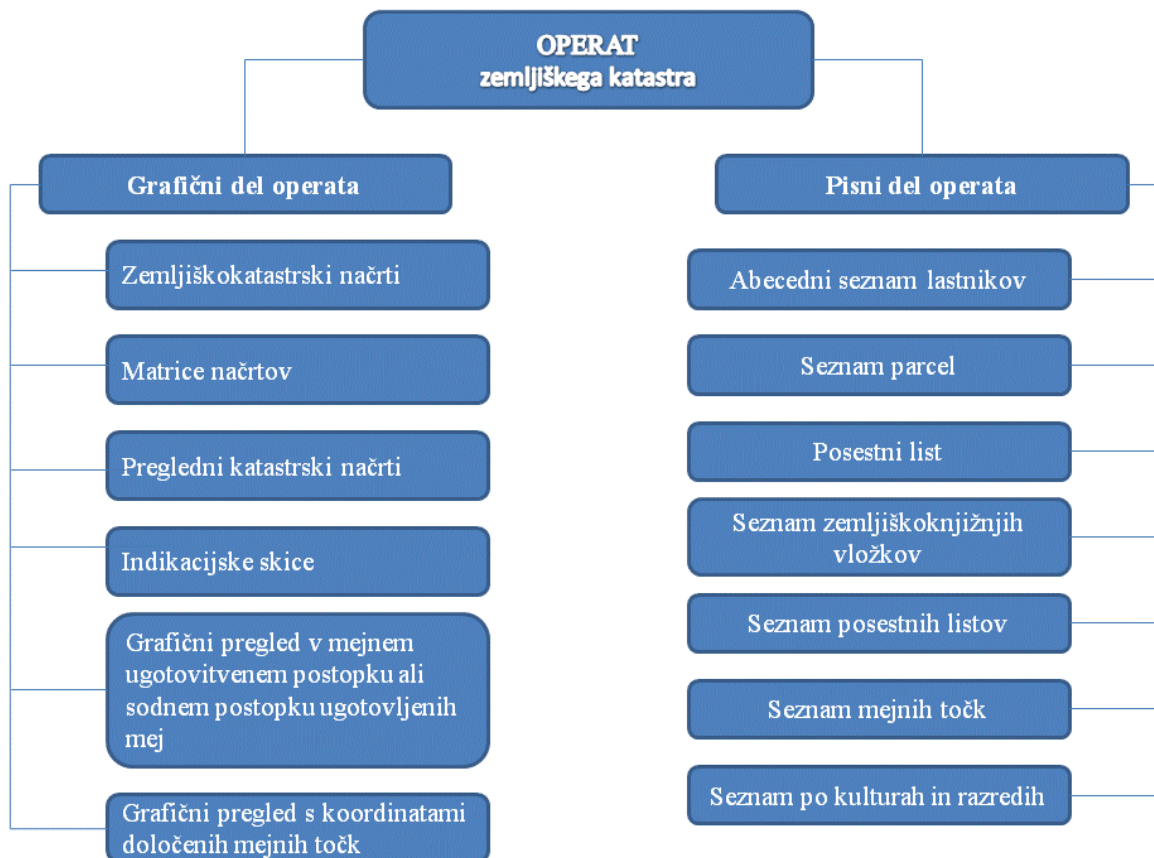 OPERAT
zemljiškega katastra
Grafični del operata
Zemljiškokatastrski načrti
Matrice načrtov
Pregledni katastrski načrti
Indikacijske skice
Grafični pregled v mejnem
ugotovitvenem postopku ali
sodnem postopku ugotovljenih
mej
Grafični pregled s koordinatami
določenih mejnih točk
Pisni del operata
Abecedni seznam lastnikov
Seznam parcel
Posestni list
Seznam zemljiškoknjižnjih
vložkov
Seznam posestnih listov
Seznam mejnih točk
Seznam po kulturah in razredih